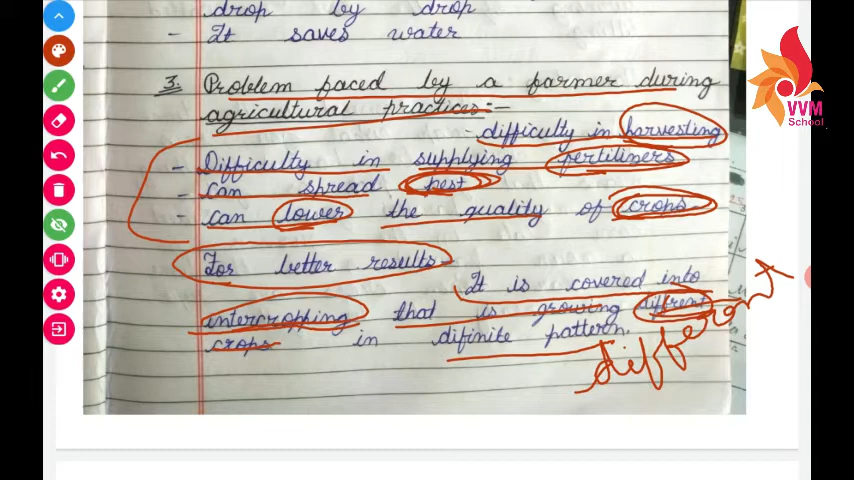 drop by drop
- It saves water
3. Problem faced by a farmer during
agricultural practices:-
- difficulty in harvesting
- Difficulty in supplying fertiliners
- can spread pest
- can lower the quality of crops
For better results-
It is covered into
intercropping that is growing diffrent
crops in difinite pattern.
different
VVM
School